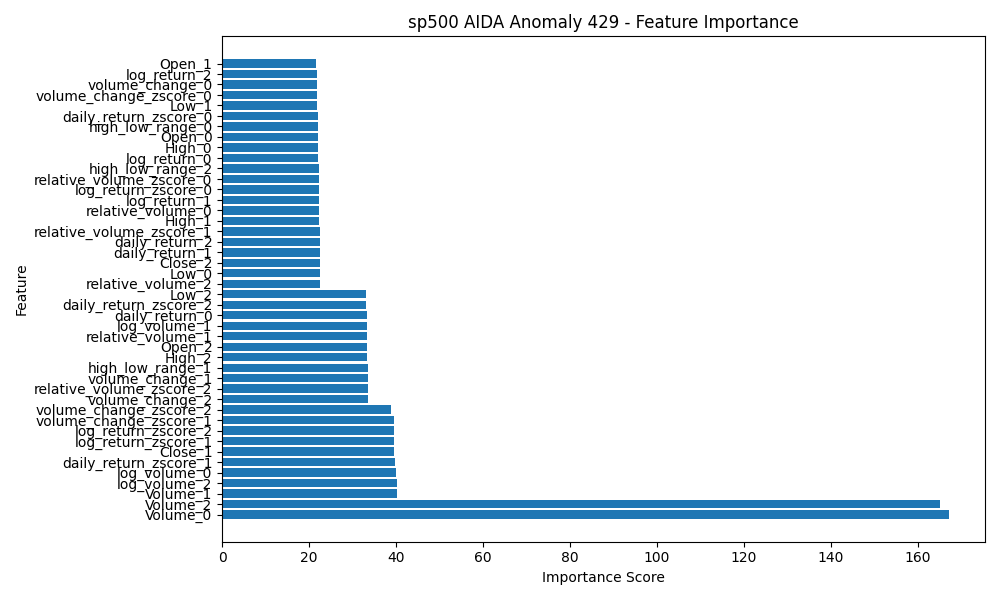 sp500 AIDA Anomaly 429 - Feature Importance
Feature
Open_1
log_return_2
volume_change_0
volume_change_zscore_0
Low_1
daily_return_zscore_0
high_low_range_0
Open_0
High_0
log_return_0
high_low_range_2
relative_volume_zscore_0
log_return_zscore_0
log_return_1
relative_volume_0
High_1
relative_volume_zscore_1
daily_return_2
daily_return_1
Close_2
Low_0
relative_volume_2
Low_2
daily_return_zscore_2
daily_return_0
log_volume_1
relative_volume_1
Open_2
High_2
high_low_range_1
volume_change_1
relative_volume_zscore_2
volume_change_2
volume_change_zscore_2
volume_change_zscore_1
log_return_zscore_2
log_return_zscore_1
Close_1
daily_return_zscore_1
log_volume_0
log_volume_2
Volume_1
Volume_2
Volume_0
0 20 40 60 80 100 120 140 160
Importance Score